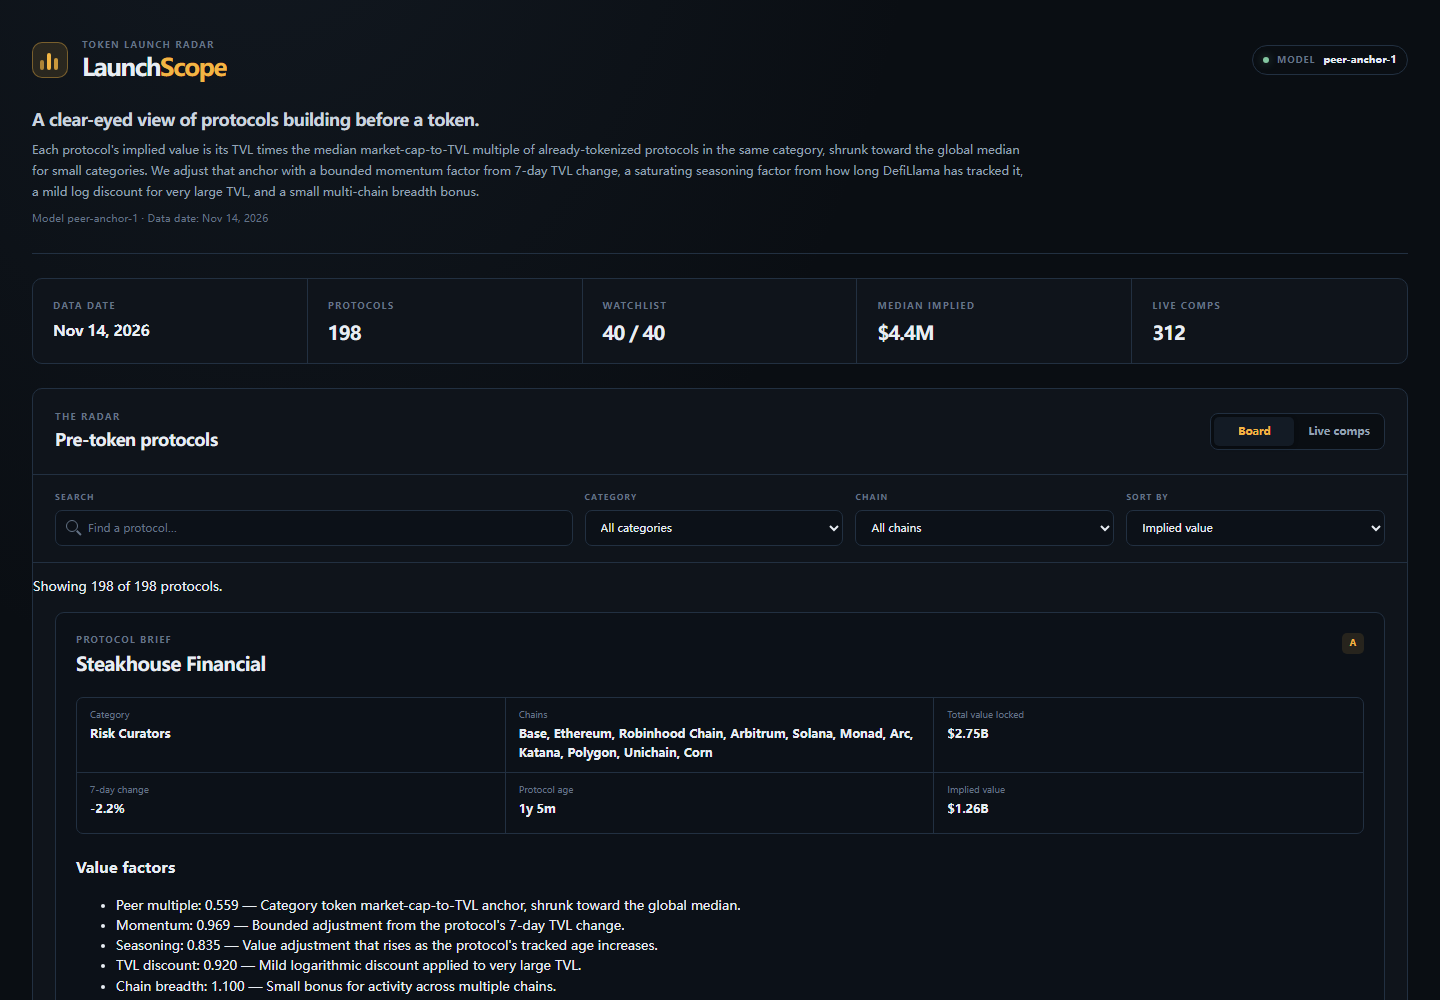 TOKEN LAUNCH RADAR
LaunchScope
MODEL peer-anchor-1
A clear-eyed view of protocols building before a token.
Each protocol's implied value is its TVL times the median market-cap-to-TVL multiple of already-tokenized protocols in the same category, shrunk toward the global median
for small categories. We adjust that anchor with a bounded momentum factor from 7-day TVL change, a saturating seasoning factor from how long DefiLlama has tracked it,
a mild log discount for very large TVL, and a small multi-chain breadth bonus.
Model peer-anchor-1 · Data date: Nov 14, 2026
DATA DATE
Nov 14, 2026
PROTOCOLS
198
WATCHLIST
40 / 40
MEDIAN IMPLIED
$4.4M
LIVE COMPS
312
THE RADAR
Pre-token protocols
Board
Live comps
SEARCH
Find a protocol...
CATEGORY
All categories
CHAIN
All chains
SORT BY
Implied value
Showing 198 of 198 protocols.
PROTOCOL BRIEF
Steakhouse Financial
A
Category
Risk Curators
Chains
Base, Ethereum, Robinhood Chain, Arbitrum, Solana, Monad, Arc,
Katana, Polygon, Unichain, Corn
Total value locked
$2.75B
7-day change
-2.2%
Protocol age
1y 5m
Implied value
$1.26B
Value factors
• Peer multiple: 0.559 — Category token market-cap-to-TVL anchor, shrunk toward the global median.
• Momentum: 0.969 — Bounded adjustment from the protocol's 7-day TVL change.
• Seasoning: 0.835 — Value adjustment that rises as the protocol's tracked age increases.
• TVL discount: 0.920 — Mild logarithmic discount applied to very large TVL.
• Chain breadth: 1.100 — Small bonus for activity across multiple chains.